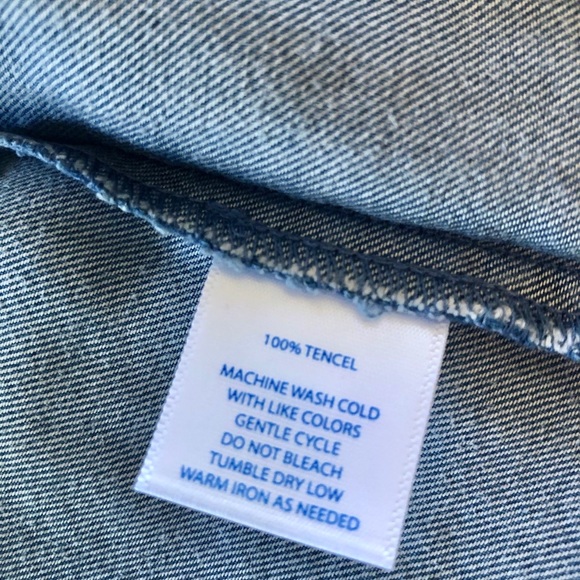 100% TENCEL
MACHINE WASH COLD
WITH LIKE COLORS
GENTLE CYCLE
DO NOT BLEACH
TUMBLE DRY LOW
WARM IRON AS NEEDED